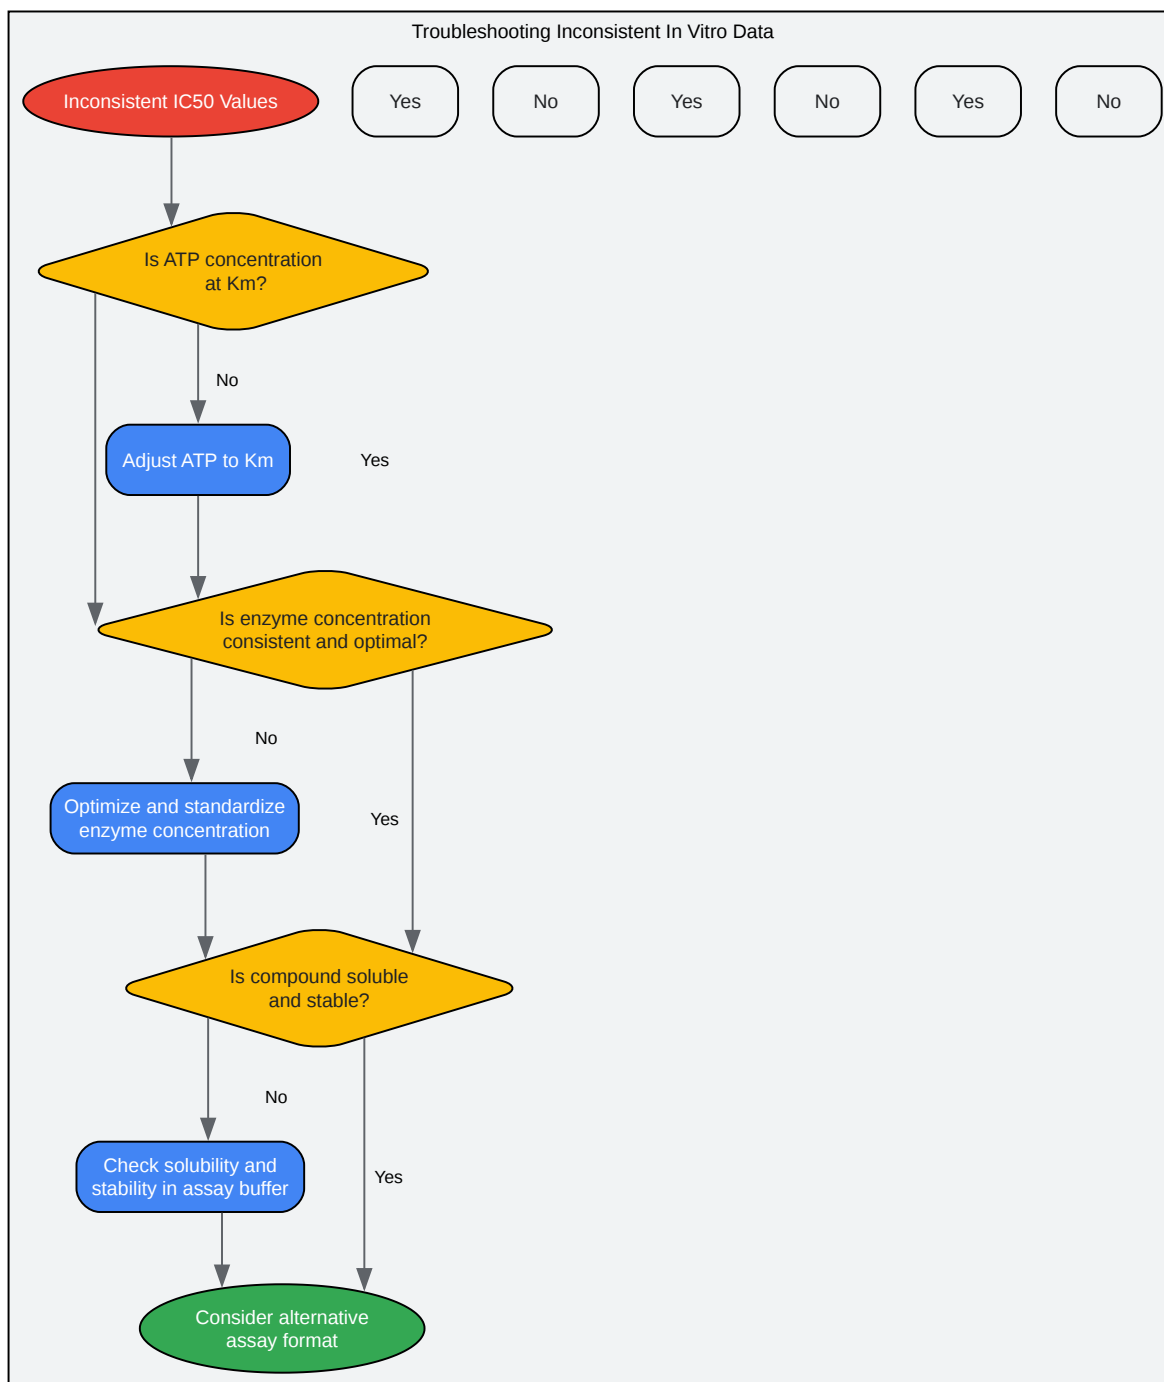 Troubleshooting Inconsistent In Vitro Data
Inconsistent IC50 Values
Yes
No
Yes
No
Yes
No
Is ATP concentration
at Km?
No
Adjust ATP to Km
Yes
Is enzyme concentration
consistent and optimal?
No
Optimize and standardize
enzyme concentration
Yes
Is compound soluble
and stable?
No
Check solubility and
stability in assay buffer
Yes
Consider alternative
assay format